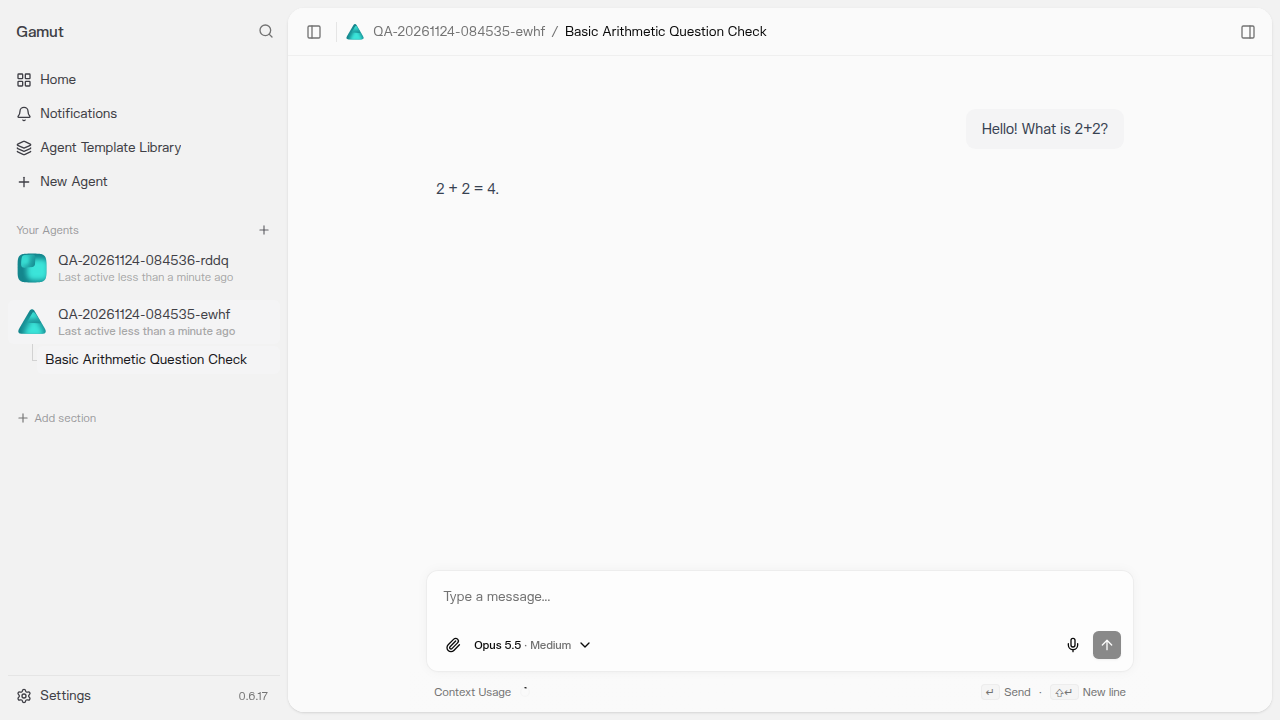 Gamut
Home
Notifications
Agent Template Library
New Agent
Your Agents
QA-20261124-084536-rddq
Last active less than a minute ago
QA-20261124-084535-ewhf
Last active less than a minute ago
Basic Arithmetic Question Check
Add section
Settings
0.6.17
QA-20261124-084535-ewhf / Basic Arithmetic Question Check
Hello! What is 2+2?
2 + 2 = 4.
Type a message...
Opus 5.5 · Medium
Context Usage
↵ Send · ⇧↵ New line